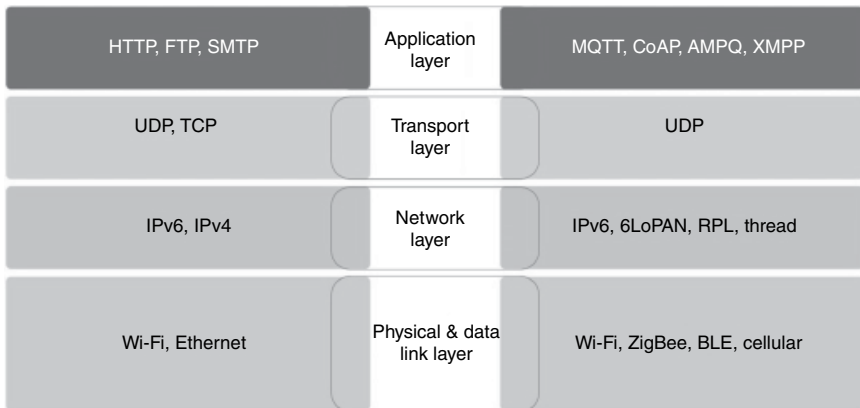 HTTP, FTP, SMTP
Application
layer
MQTT, CoAP, AMPQ, XMPP
UDP, TCP
Transport
layer
UDP
IPv6, IPv4
Network
layer
IPv6, 6LoPAN, RPL, thread
Wi-Fi, Ethernet
Physical & data
link layer
Wi-Fi, ZigBee, BLE, cellular